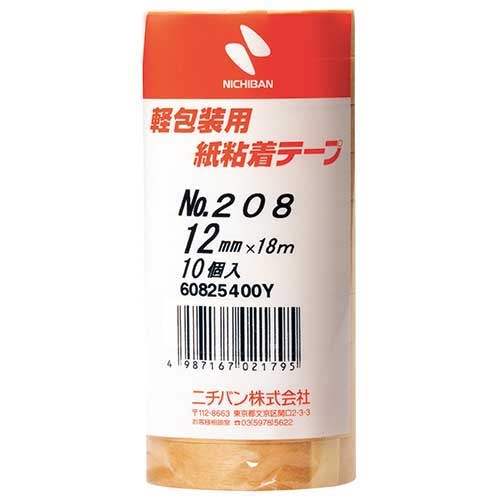 NICHIBAN
軽包装用
紙粘着テープ
No.208
12mm×18m
10個入
60825400Y
4 987167 021795
ニチバン株式会社
〒112-8663 東京都文京区関口2-3-3
お客様相談室 ☎03(5978)5622